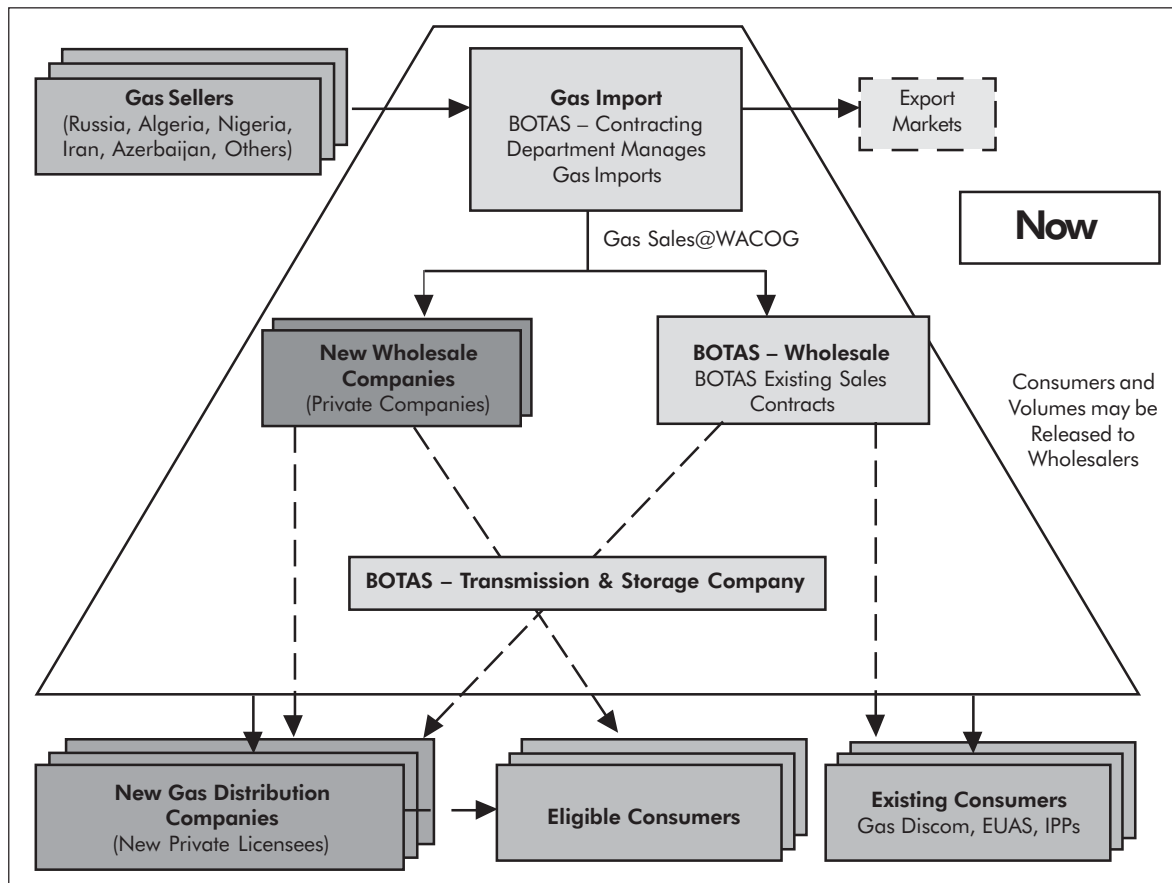 Gas Sellers
(Russia, Algeria, Nigeria,
Iran, Azerbaijan, Others)
Gas Import
BOTAS – Contracting
Department Manages
Gas Imports
Export
Markets
Now
Gas Sales@WACOG
New Wholesale
Companies
(Private Companies)
BOTAS – Wholesale
BOTAS Existing Sales
Contracts
Consumers and
Volumes may be
Released to
Wholesalers
BOTAS – Transmission & Storage Company
New Gas Distribution
Companies
(New Private Licensees)
Eligible Consumers
Existing Consumers
Gas Discom, EUAS, IPPs